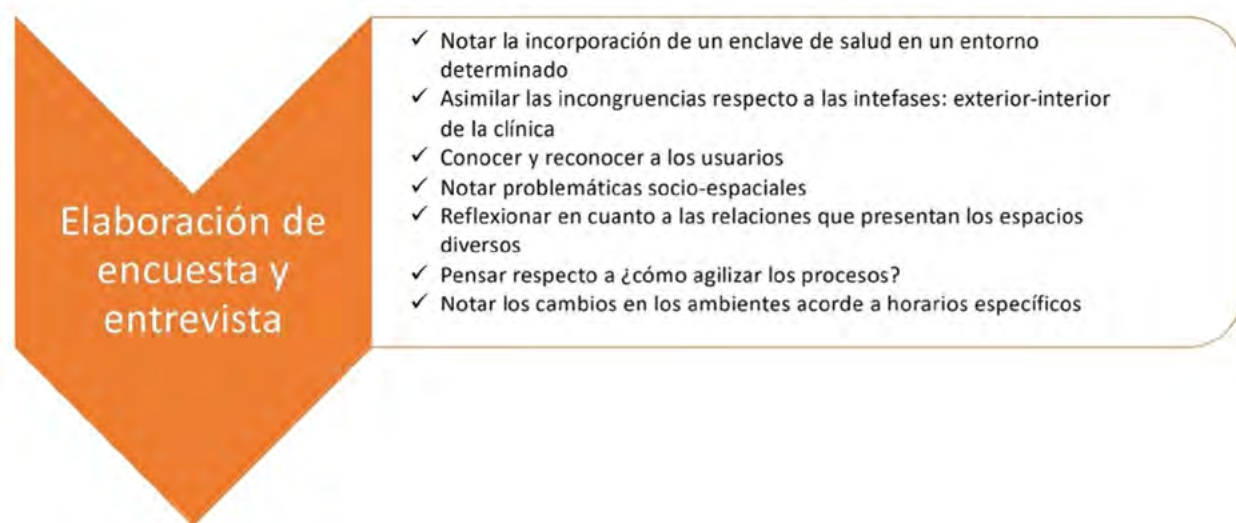 Elaboración de
encuesta y
entrevista
✓ Notar la incorporación de un enclave de salud en un entorno
determinado
✓ Asimilar las incongruencias respecto a las intefases: exterior-interior
de la clínica
✓ Conocer y reconocer a los usuarios
✓ Notar problemáticas socio-espaciales
✓ Reflexionar en cuanto a las relaciones que presentan los espacios
diversos
✓ Pensar respecto a ¿cómo agilizar los procesos?
✓ Notar los cambios en los ambientes acorde a horarios específicos